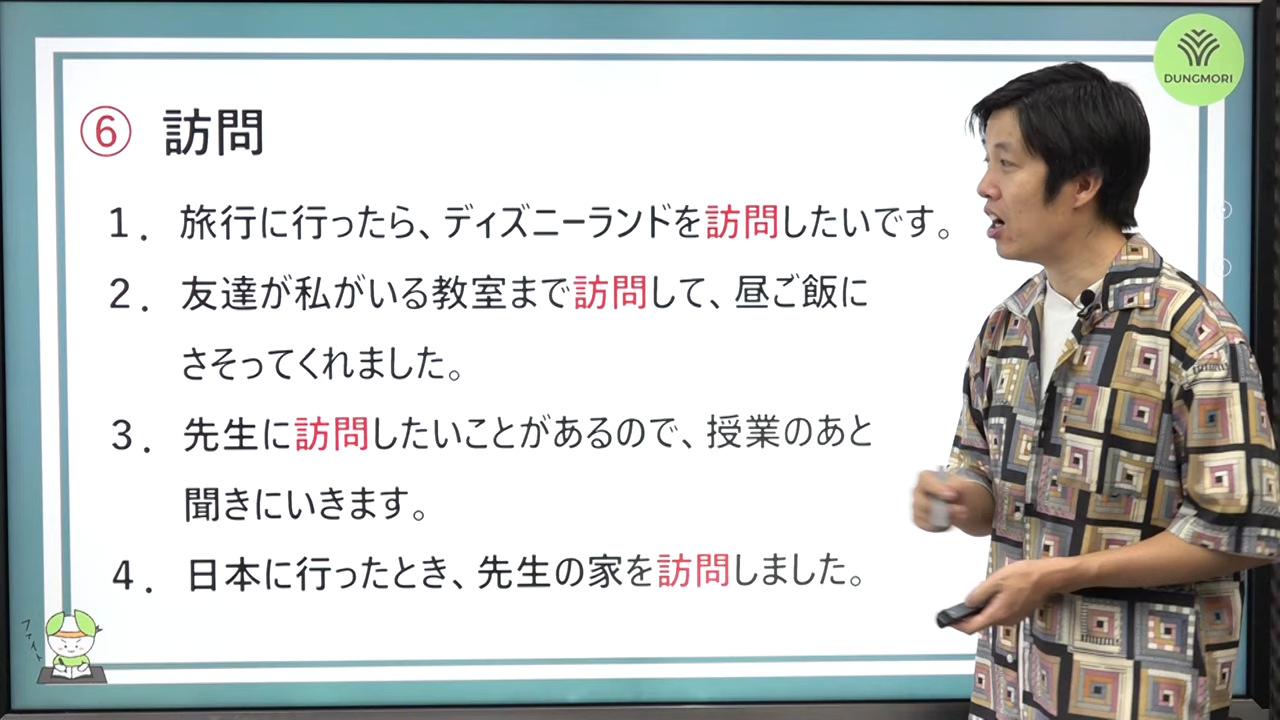 DUNGMORI
⑥ 訪問
１．旅行に行ったら、ディズニーランドを訪問したいです。
２．友達が私がいる教室まで訪問して、昼ご飯に
さそってくれました。
３．先生に訪問したいことがあるので、授業のあと
聞きにいきます。
４．日本に行ったとき、先生の家を訪問しました。
ファイト